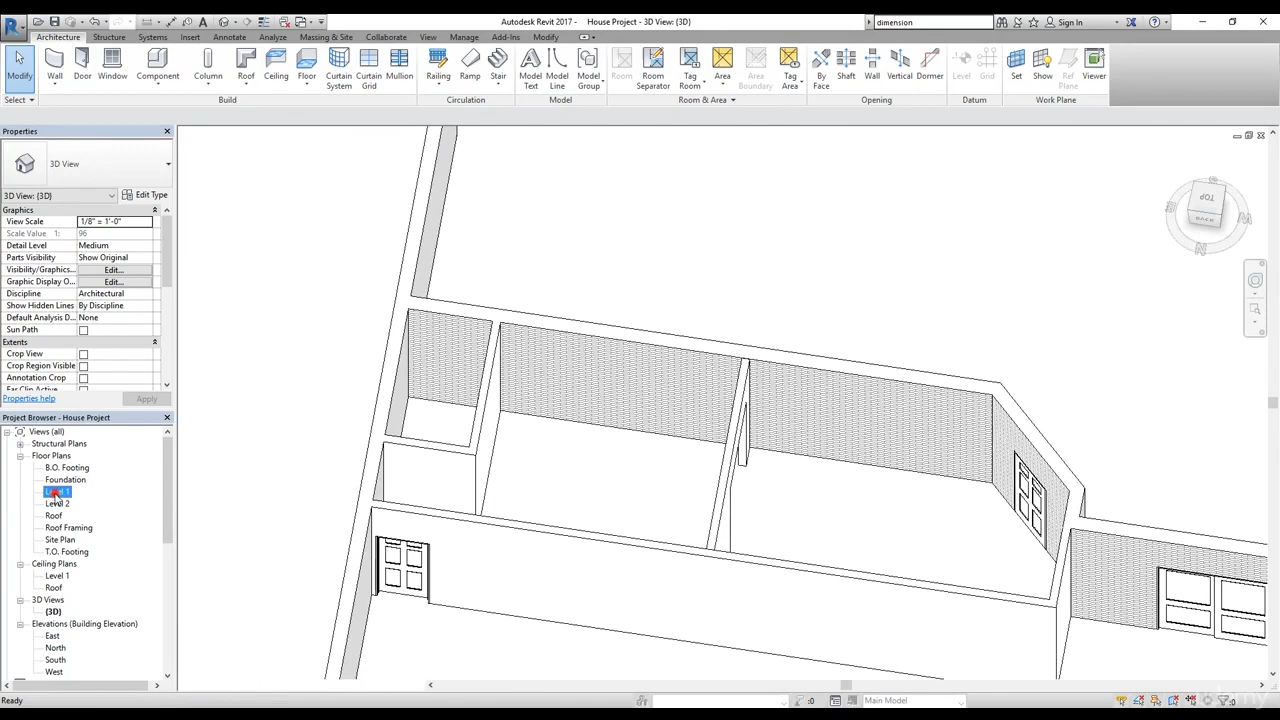 Autodesk Revit 2017 - House Project - 3D View: {3D}
dimension
Sign In
Architecture Structure Systems Insert Annotate Analyze Massing & Site Collaborate View Manage Add-Ins Modify
Modify Wall Door Window Component Column Roof Ceiling Floor Curtain System Curtain Grid Mullion Railing Ramp Stair Model Text Model Line Model Group Room Room Separator Tag Room Area Area Boundary Tag Area By Face Shaft Wall Vertical Dormer Level Grid Set Show Ref Plane Viewer
Select Build Circulation Model Room & Area Opening Datum Work Plane
Properties
3D View
3D View: {3D} Edit Type
Graphics
View Scale 1/8" = 1'-0"
Scale Value 1: 96
Detail Level Medium
Parts Visibility Show Original
Visibility/Graphics... Edit...
Graphic Display O... Edit...
Discipline Architectural
Show Hidden Lines By Discipline
Default Analysis D... None
Sun Path
Extents
Crop View
Crop Region Visible
Annotation Crop
Far Clip Active
Properties help Apply
Project Browser - House Project
Views (all)
Structural Plans
Floor Plans
B.O. Footing
Foundation
Level 2
Roof
Roof Framing
Site Plan
T.O. Footing
Ceiling Plans
Level 1
Roof
3D Views
{3D}
Elevations (Building Elevation)
East
North
South
West
TOP
BACK
N
W
Ready
:0
Main Model
:0